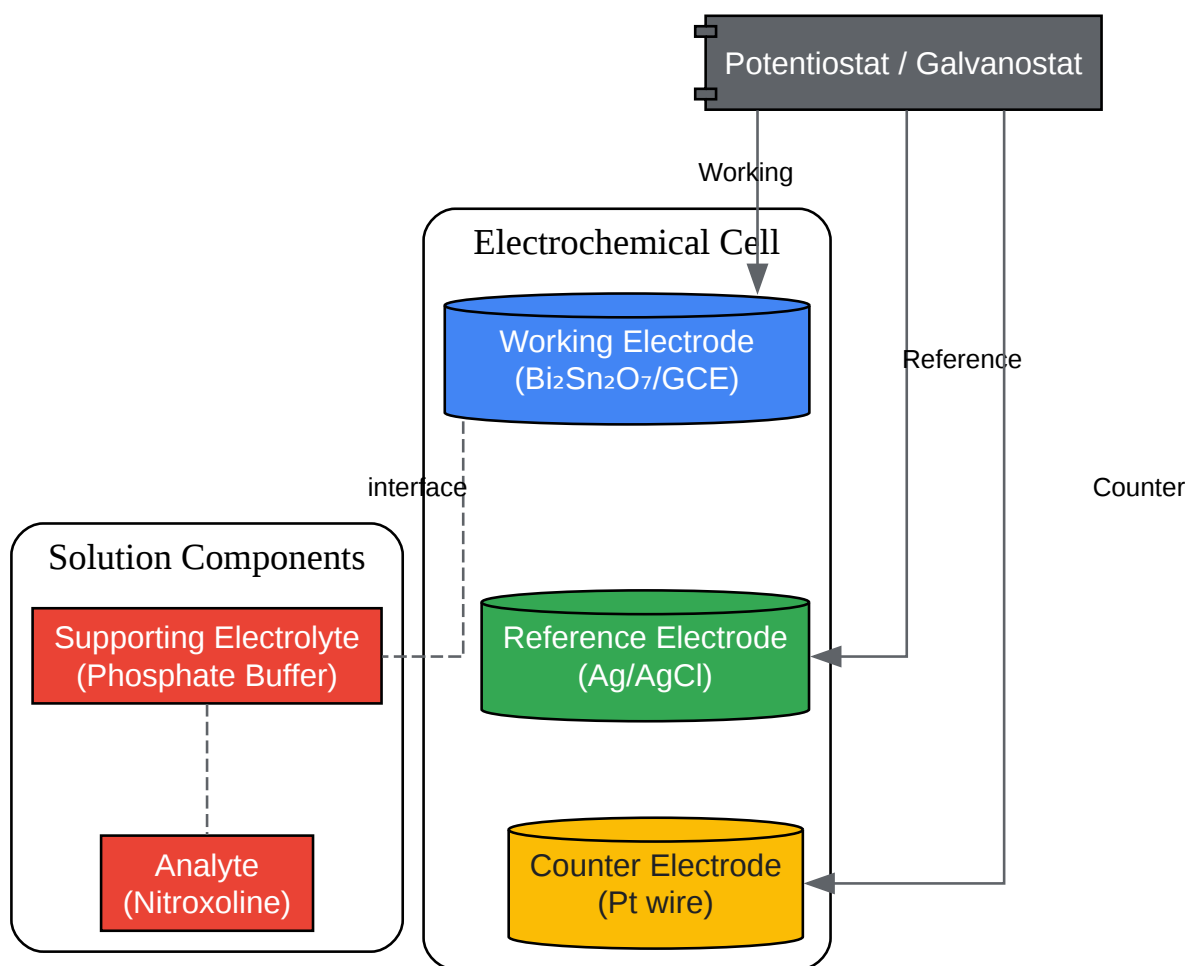 Potentiostat / Galvanostat
Working
Electrochemical Cell
Working Electrode
(Bi₂Sn₂O₇/GCE)
Reference
interface
Counter
Solution Components
Supporting Electrolyte
(Phosphate Buffer)
Reference Electrode
(Ag/AgCl)
Analyte
(Nitroxoline)
Counter Electrode
(Pt wire)